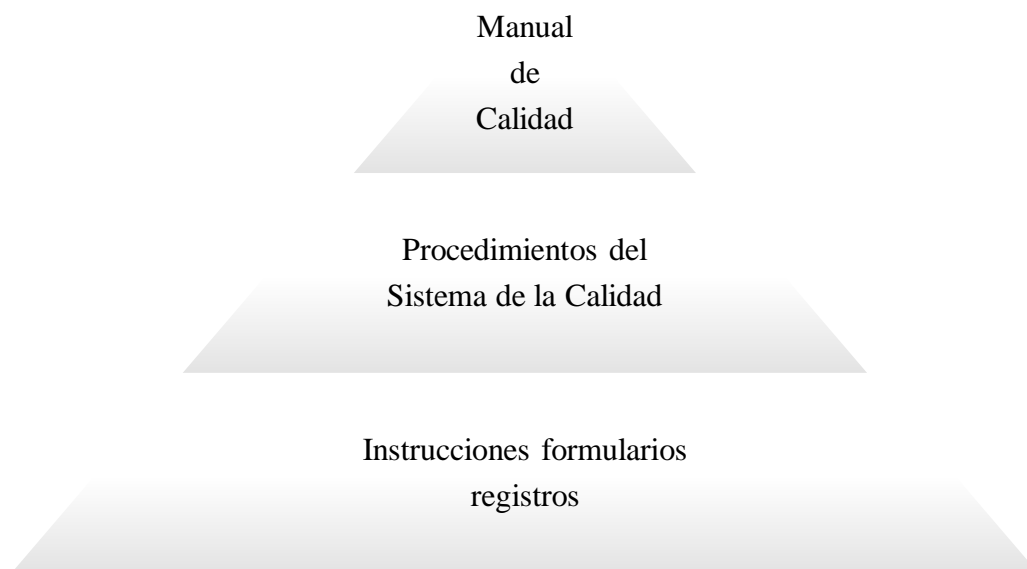 Manual
de
Calidad
Procedimientos del
Sistema de la Calidad
Instrucciones formularios
registros